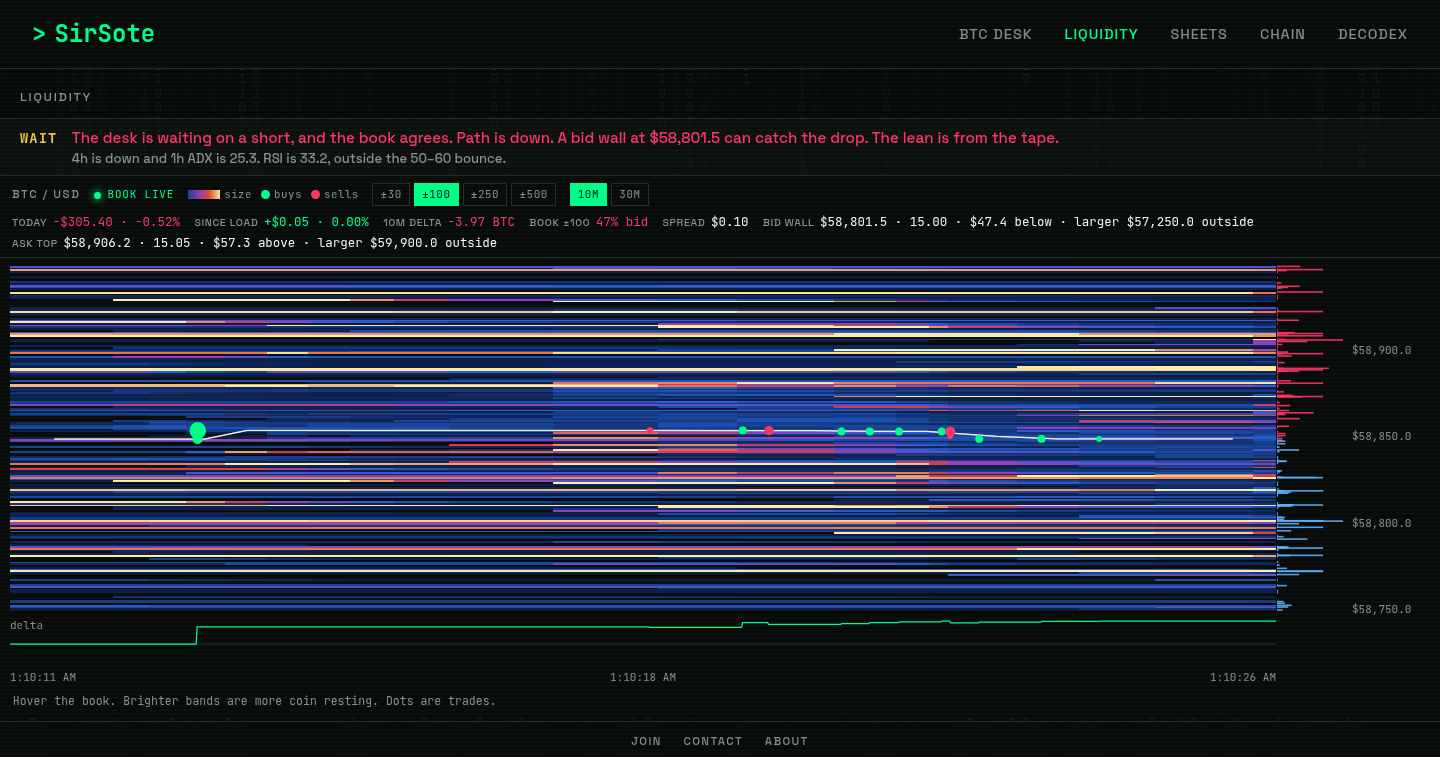 > SirSote
BTC DESK LIQUIDITY SHEETS CHAIN DECODEX
LIQUIDITY
WAIT The desk is waiting on a short, and the book agrees. Path is down. A bid wall at $58,801.5 can catch the drop. The lean is from the tape.
4h is down and 1h ADX is 25.3. RSI is 33.2, outside the 50–60 bounce.
BTC / USD BOOK LIVE size buys sells ±30 ±100 ±250 ±500 10M 30M
TODAY -$305.40 · -0.52% SINCE LOAD +$0.05 · 0.00% 10M DELTA -3.97 BTC BOOK ±100 47% bid SPREAD $0.10 BID WALL $58,801.5 · 15.00 · $47.4 below · larger $57,250.0 outside
ASK TOP $58,906.2 · 15.05 · $57.3 above · larger $59,900.0 outside
$58,900.0
$58,850.0
$58,800.0
$58,750.0
delta
1:10:11 AM 1:10:18 AM 1:10:26 AM
Hover the book. Brighter bands are more coin resting. Dots are trades.
JOIN CONTACT ABOUT